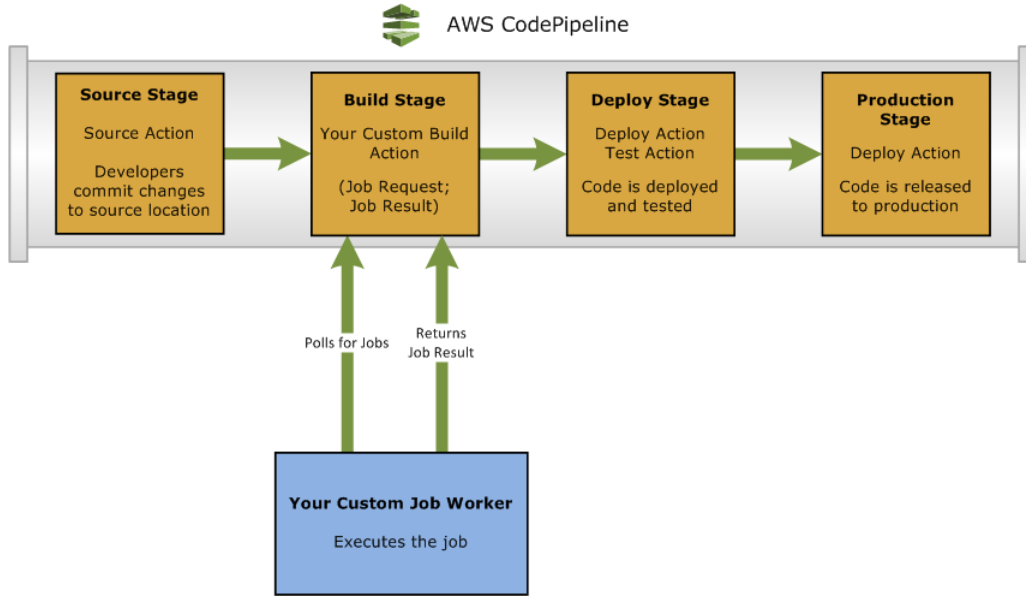 AWS CodePipeline
Source Stage
Source Action
Developers
commit changes
to source location
Build Stage
Your Custom Build
Action
(Job Request;
Job Result)
Deploy Stage
Deploy Action
Test Action
Code is deployed
and tested
Production
Stage
Deploy Action
Code is released
to production
Polls for Jobs
Returns
Job Result
Your Custom Job Worker
Executes the job